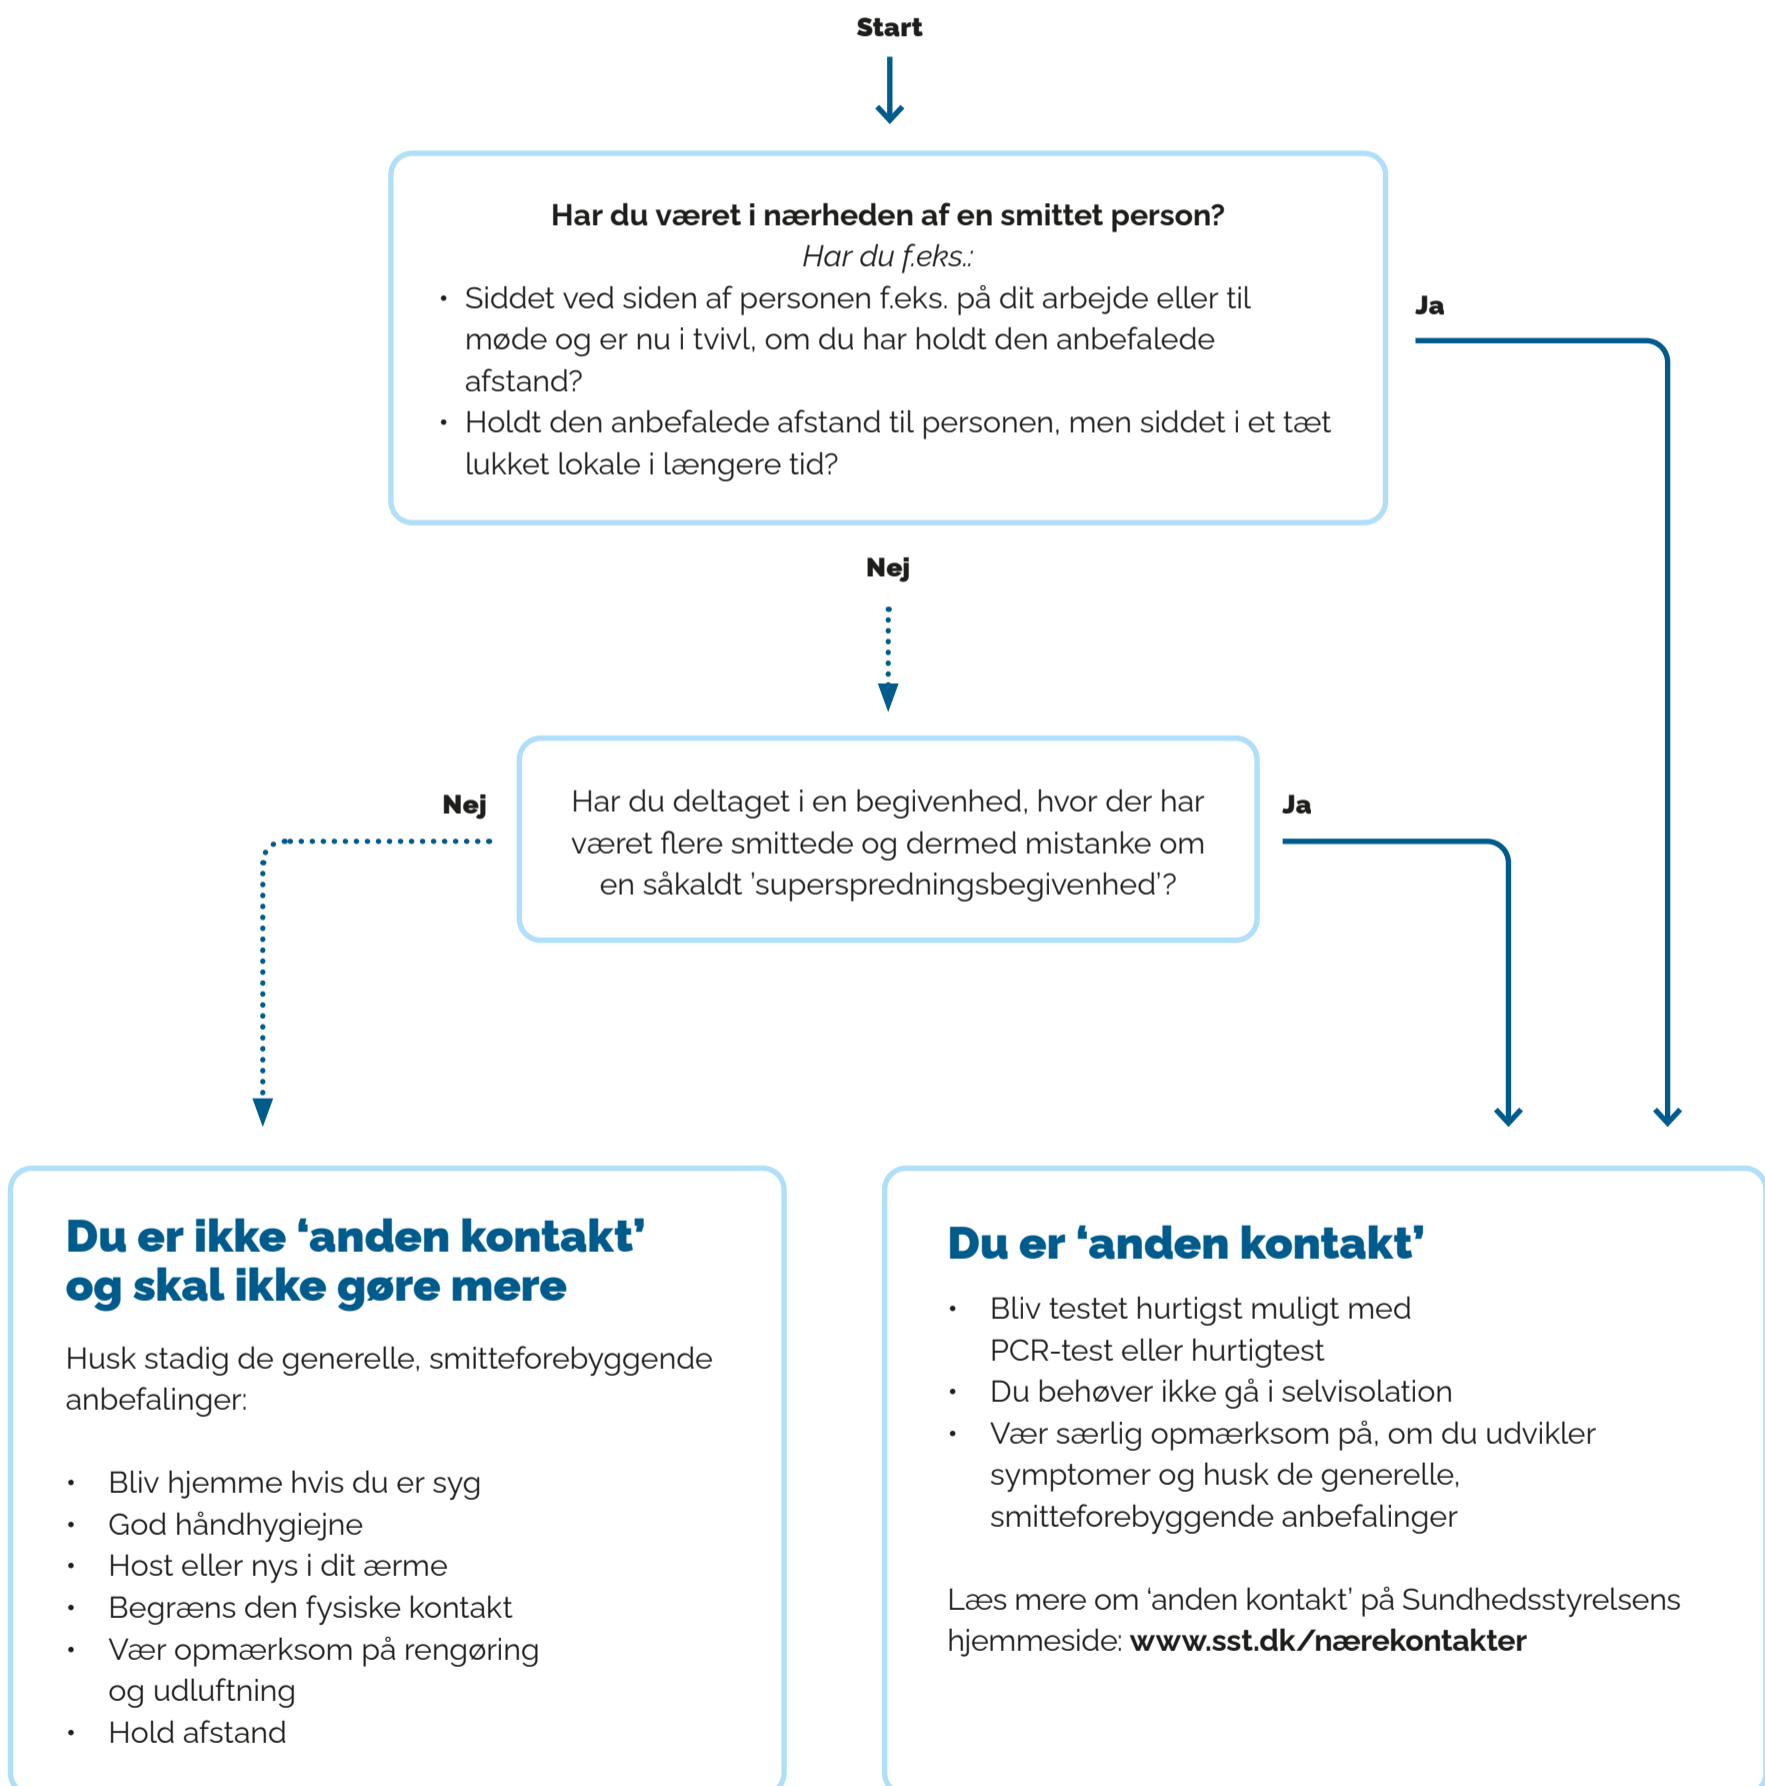 Start
Har du været i nærheden af en smittet person?
Har du f.eks.:
• Siddet ved siden af personen f.eks. på dit arbejde eller til
møde og er nu i tvivl, om du har holdt den anbefalede
afstand?
• Holdt den anbefalede afstand til personen, men siddet i et tæt
lukket lokale i længere tid?
Ja
Nej
Nej
Har du deltaget i en begivenhed, hvor der har
været flere smittede og dermed mistanke om
en såkaldt ’superspredningsbegivenhed’?
Ja
Du er ikke ‘anden kontakt’
og skal ikke gøre mere
Husk stadig de generelle, smitteforebyggende
anbefalinger:
• Bliv hjemme hvis du er syg
• God håndhygiejne
• Host eller nys i dit ærme
• Begræns den fysiske kontakt
• Vær opmærksom på rengøring
og udluftning
• Hold afstand
Du er ‘anden kontakt’
• Bliv testet hurtigst muligt med
PCR-test eller hurtigtest
• Du behøver ikke gå i selvisolation
• Vær særlig opmærksom på, om du udvikler
symptomer og husk de generelle,
smitteforebyggende anbefalinger
Læs mere om ‘anden kontakt’ på Sundhedsstyrelsens
hjemmeside: www.sst.dk/nærekontakter